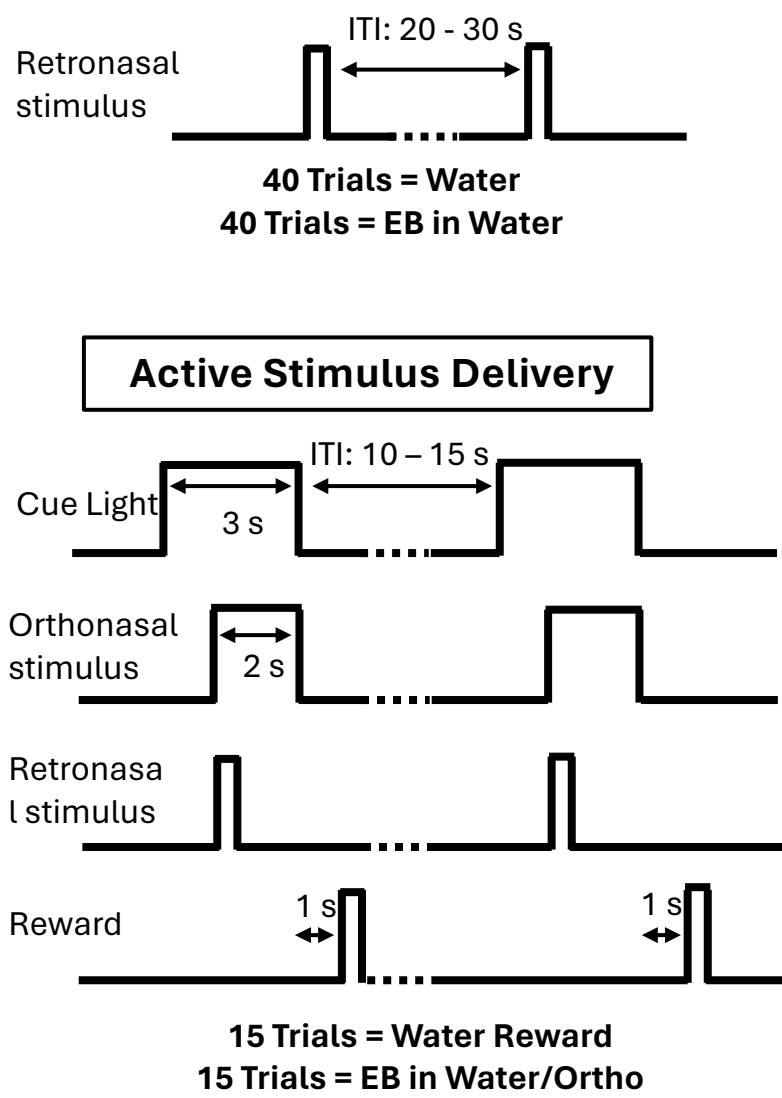 ITI: 20 - 30 s
Retronasal
stimulus
40 Trials = Water
40 Trials = EB in Water
Active Stimulus Delivery
ITI: 10 – 15 s
Cue Light
3 s
Orthonasal
stimulus
2 s
Retronasa
l stimulus
1 s
1 s
Reward
15 Trials = Water Reward
15 Trials = EB in Water/Ortho